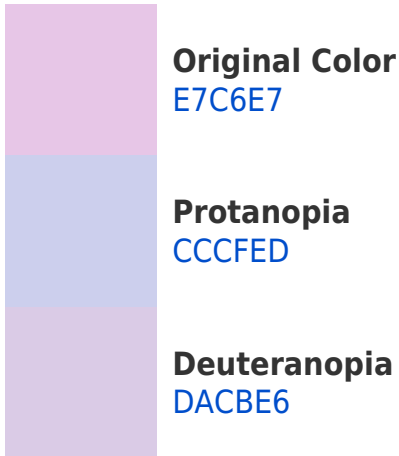 Original Color
E7C6E7
Protanopia
CCCFED
Deuteranopia
DACBE6